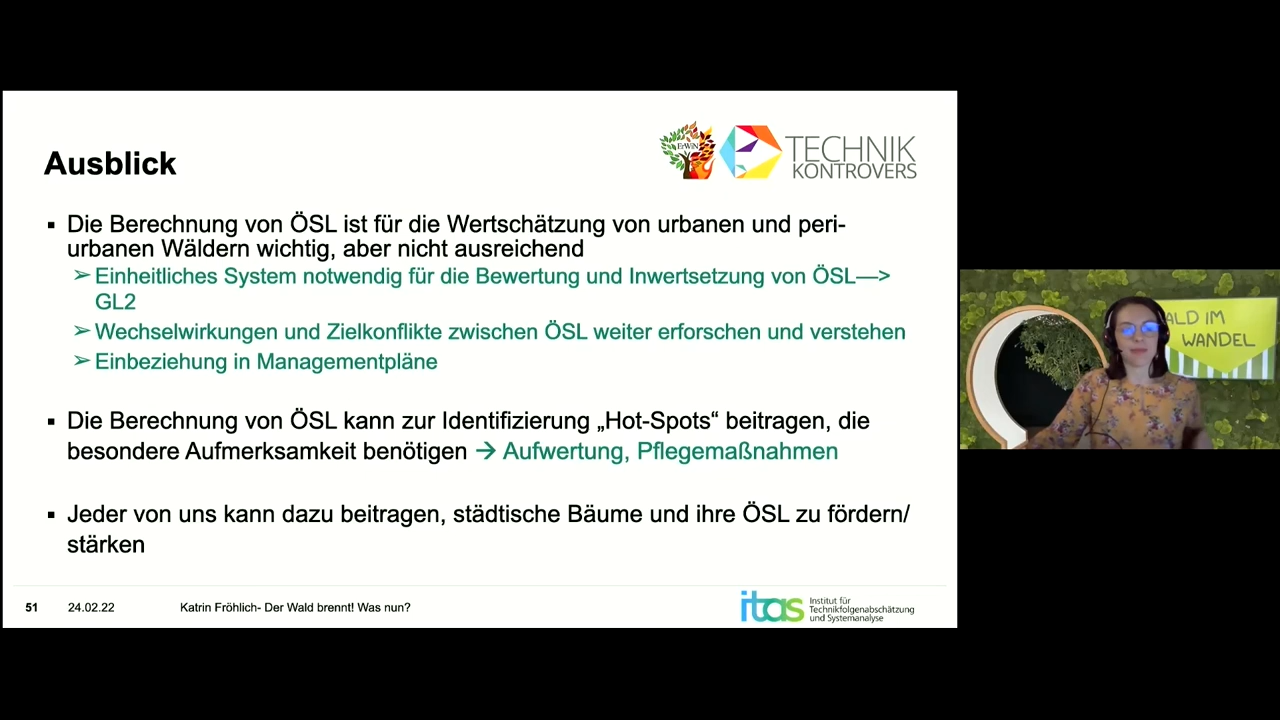 Ausblick
ErWiN
TECHNIK
KONTROVERS
▪ Die Berechnung von ÖSL ist für die Wertschätzung von urbanen und peri-
urbanen Wäldern wichtig, aber nicht ausreichend
➢ Einheitliches System notwendig für die Bewertung und Inwertsetzung von ÖSL—>
GL2
➢ Wechselwirkungen und Zielkonflikte zwischen ÖSL weiter erforschen und verstehen
➢ Einbeziehung in Managementpläne
▪ Die Berechnung von ÖSL kann zur Identifizierung „Hot-Spots“ beitragen, die
besondere Aufmerksamkeit benötigen → Aufwertung, Pflegemaßnahmen
▪ Jeder von uns kann dazu beitragen, städtische Bäume und ihre ÖSL zu fördern/
stärken
51 24.02.22 Katrin Fröhlich- Der Wald brennt! Was nun?
itas Institut für
Technikfolgenabschätzung
und Systemanalyse
ALD IM
WANDEL